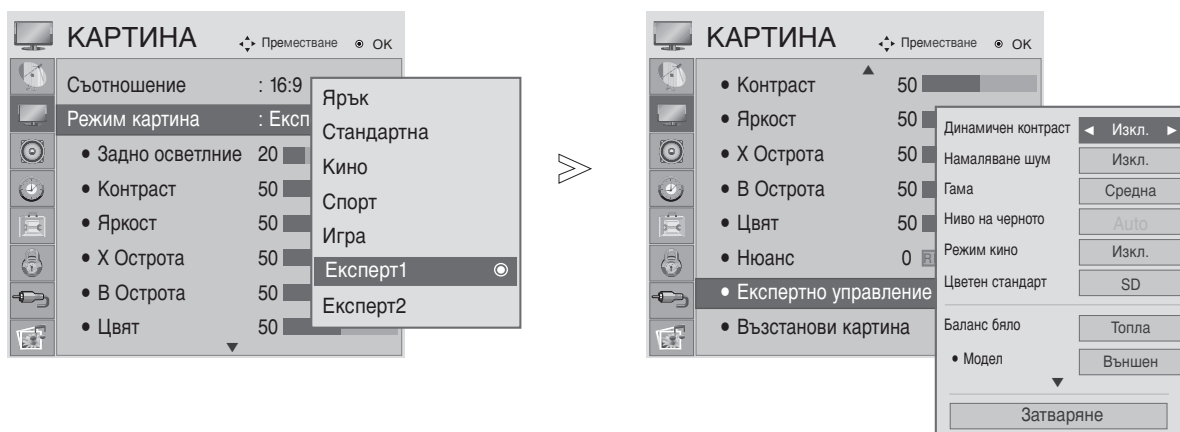 КАРТИНА
Преместване OK
Съотношение : 16:9
Режим картина : Експ
• Задно осветлние 20
• Контраст 50
• Яркост 50
• Х Острота 50
• В Острота 50
• Цвят 50
Ярък
Стандартна
Кино
Спорт
Игра
Експерт1
Експерт2
КАРТИНА
Преместване OK
• Контраст 50
• Яркост 50
• Х Острота 50
• В Острота 50
• Цвят 50
• Нюанс 0
• Експертно управление
• Възстанови картина
Динамичен контраст Изкл.
Намаляване шум Изкл.
Гама Средна
Ниво на черното Auto
Режим кино Изкл.
Цветен стандарт SD
Баланс бяло Топла
• Модел Външен
Затваряне